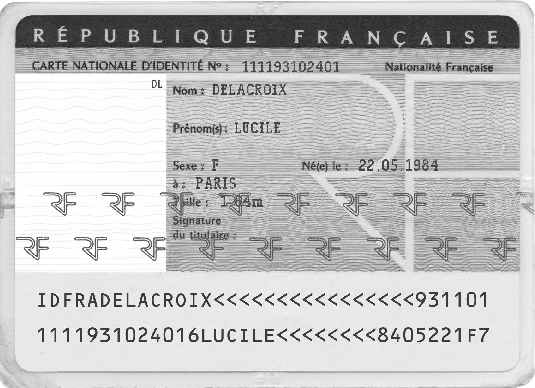 RÉPUBLIQUE FRANÇAISE
CARTE NATIONALE D'IDENTITÉ Nº : 111193102401 Nationalité Française
DL
Nom : DELACROIX
Prénom(s) : LUCILE
Sexe : F Né(e) le : 22.05.1984
à : PARIS
Taille : 1,64m
Signature
du titulaire :
RF RF RF RF RF RF RF RF
RF RF RF RF RF RF RF RF
IDFRADELACROIX<<<<<<<<<<<<<<<<931101
1111931024016LUCILE<<<<<<<<8405221F7